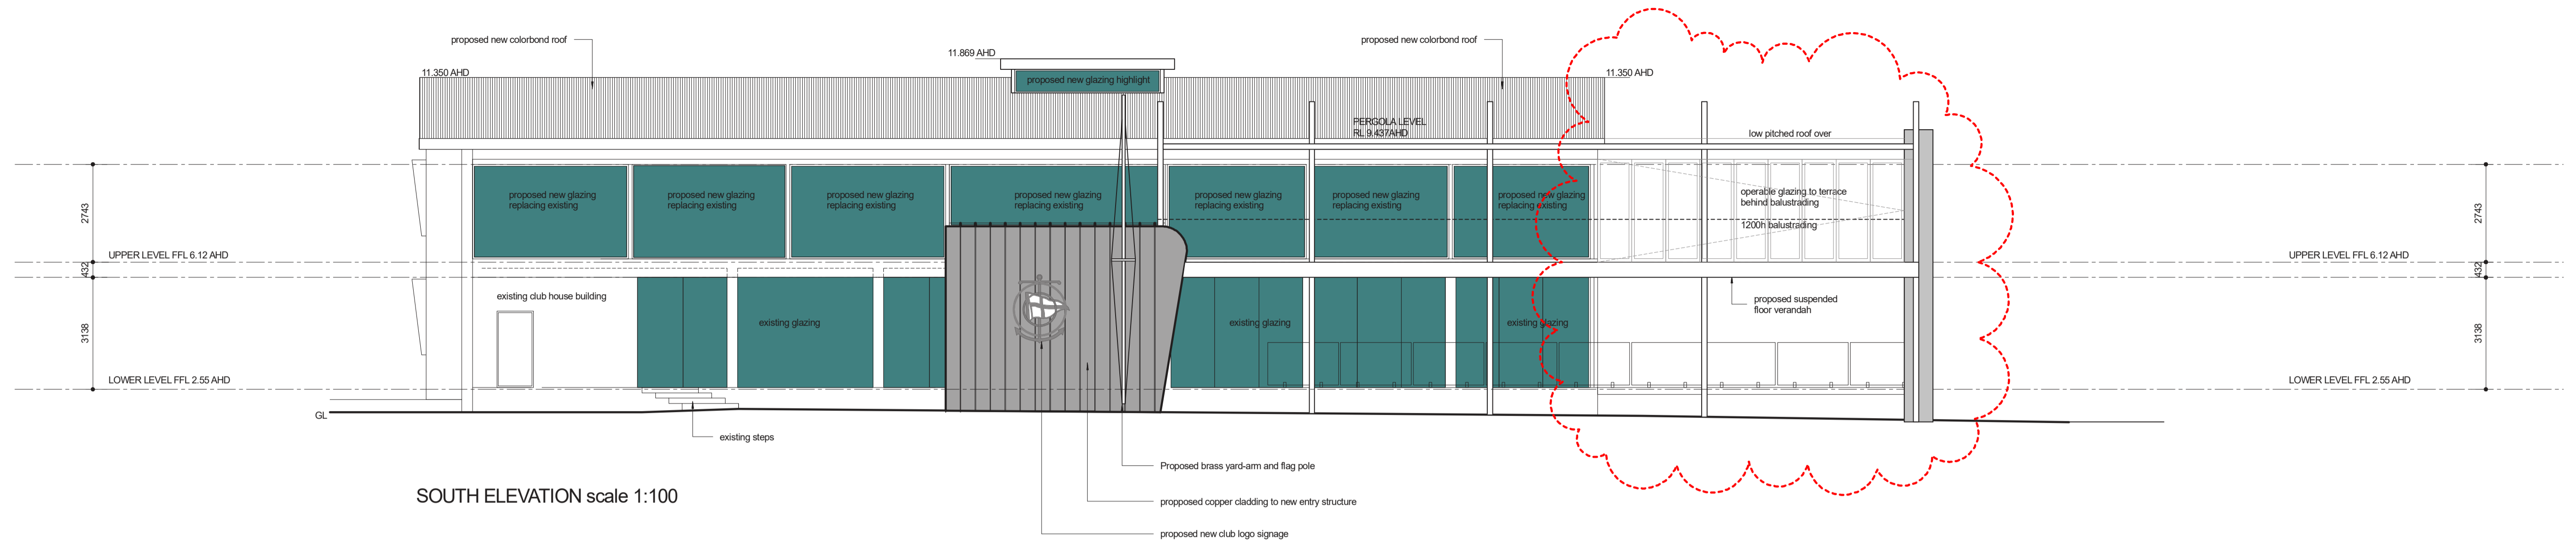 proposed new colorbond roof
11.869 AHD
proposed new colorbond roof
11.350 AHD
proposed new glazing highlight
11.350 AHD
PERGOLA LEVEL
RL 9.437AHD
low pitched roof over
proposed new glazing
replacing existing
proposed new glazing
replacing existing
proposed new glazing
replacing existing
proposed new glazing
replacing existing
proposed new glazing
replacing existing
proposed new glazing
replacing existing
proposed new glazing
replacing existing
operable glazing to terrace
behind balustrading
1200h balustrading
2743
2743
UPPER LEVEL FFL 6.12 AHD
UPPER LEVEL FFL 6.12 AHD
432
432
existing club house building
proposed suspended
floor verandah
existing glazing
existing glazing
existing glazing
3138
3138
LOWER LEVEL FFL 2.55 AHD
LOWER LEVEL FFL 2.55 AHD
GL
existing steps
Proposed brass yard-arm and flag pole
SOUTH ELEVATION scale 1:100
propposed copper cladding to new entry structure
proposed new club logo signage